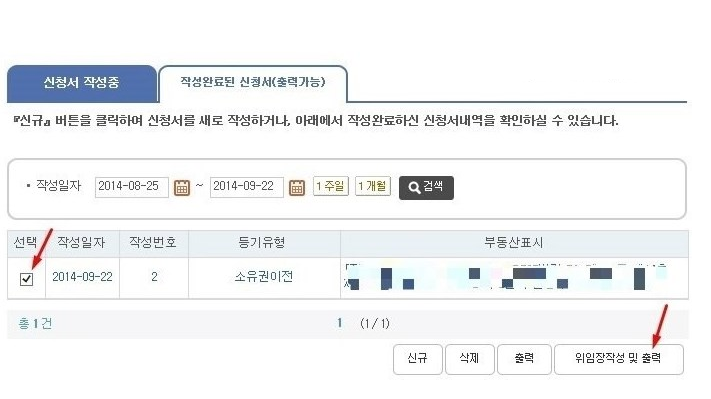 신청서 작성중 작성완료된 신청서(출력가능)
『신규』 버튼을 클릭하여 신청서를 새로 작성하거나, 아래에서 작성완료하신 신청서내역을 확인하실 수 있습니다.
작성일자 2014-08-25 ~ 2014-09-22 1주일 1개월 검색
선택 작성일자 작성번호 등기유형 부동산표시
2014-09-22 2 소유권이전
총 1 건 1 (1/1)
신규 삭제 출력 위임장작성 및 출력